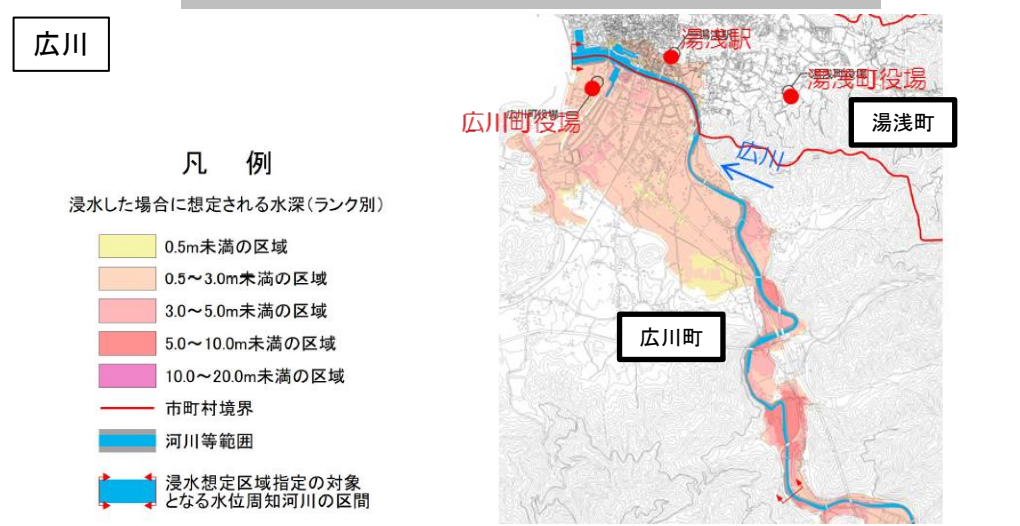 広川
湯浅駅
湯浅町役場
広川町役場
湯浅町
広川
凡 例
浸水した場合に想定される水深(ランク別)
0.5m未満の区域
0.5~3.0m未満の区域
3.0~5.0m未満の区域
5.0~10.0m未満の区域
10.0~20.0m未満の区域
市町村境界
河川等範囲
浸水想定区域指定の対象
となる水位周知河川の区間
広川町